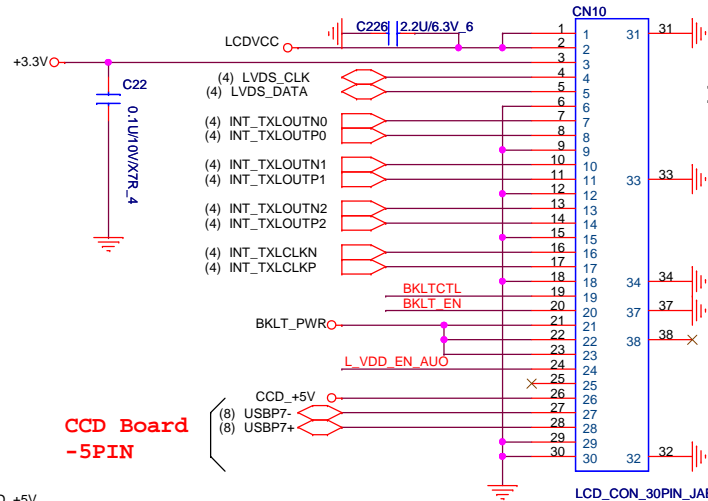 CN10
C226 2.2U/6.3V_6
LCDVCC
+3.3V
C22
0.1U/10V/X7R_4
(4) LVDS_CLK
(4) LVDS_DATA
(4) INT_TXLOUTN0
(4) INT_TXLOUTP0
(4) INT_TXLOUTN1
(4) INT_TXLOUTP1
(4) INT_TXLOUTN2
(4) INT_TXLOUTP2
(4) INT_TXLCLKN
(4) INT_TXLCLKP
BKLTCTL
BKLT_EN
BKLT_PWR
L_VDD_EN_AUO
CCD_+5V
(8) USBP7-
(8) USBP7+
CCD Board
-5PIN
1 1 31 31
2 2
3 3
4 4
5 5
6 6
7 7
8 8
9 9
10 10
11 11 33 33
12 12
13 13
14 14
15 15
16 16
17 17
18 18 34 34
19 19
20 20 37 37
21 21
22 22 38 38
23 23
24 24
25 25
26 26
27 27
28 28
29 29
30 30 32 32
LCD_CON_30PIN_JAE